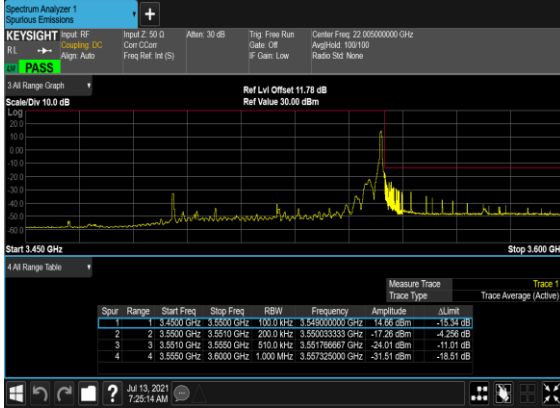 Spectrum Analyzer 1
Spurious Emissions
+
KEYSIGHT Input: RF Input Z: 50 Ω Atten: 30 dB Trig: Free Run Center Freq: 22.005000000 GHz
RL Coupling: DC Corr CCorr Gate: Off Avg|Hold: 100/100
Align: Auto Freq Ref: Int (S) IF Gain: Low Radio Std: None
LXI PASS
3 All Range Graph
Ref Lvl Offset 11.78 dB
Scale/Div 10.0 dB Ref Value 30.00 dBm
Log
20.0
10.0
0.00
-10.0
-20.0
-30.0
-40.0
-50.0
-60.0
Start 3.450 GHz Stop 3.600 GH
4 All Range Table
Measure Trace Trace 1
Trace Type Trace Average (Active)
Spur Range Start Freq Stop Freq RBW Frequency Amplitude ΔLimit
1 1 3.4500 GHz 3.5500 GHz 100.0 kHz 3.549000000 GHz 14.66 dBm -15.34 dB
2 2 3.5500 GHz 3.5510 GHz 200.0 kHz 3.550033333 GHz -17.26 dBm -4.256 dB
3 3 3.5510 GHz 3.5550 GHz 510.0 kHz 3.551766667 GHz -24.01 dBm -11.01 dB
4 4 3.5550 GHz 3.6000 GHz 1.000 MHz 3.557325000 GHz -31.51 dBm -18.51 dB
? Jul 13, 2021
7:25:14 AM